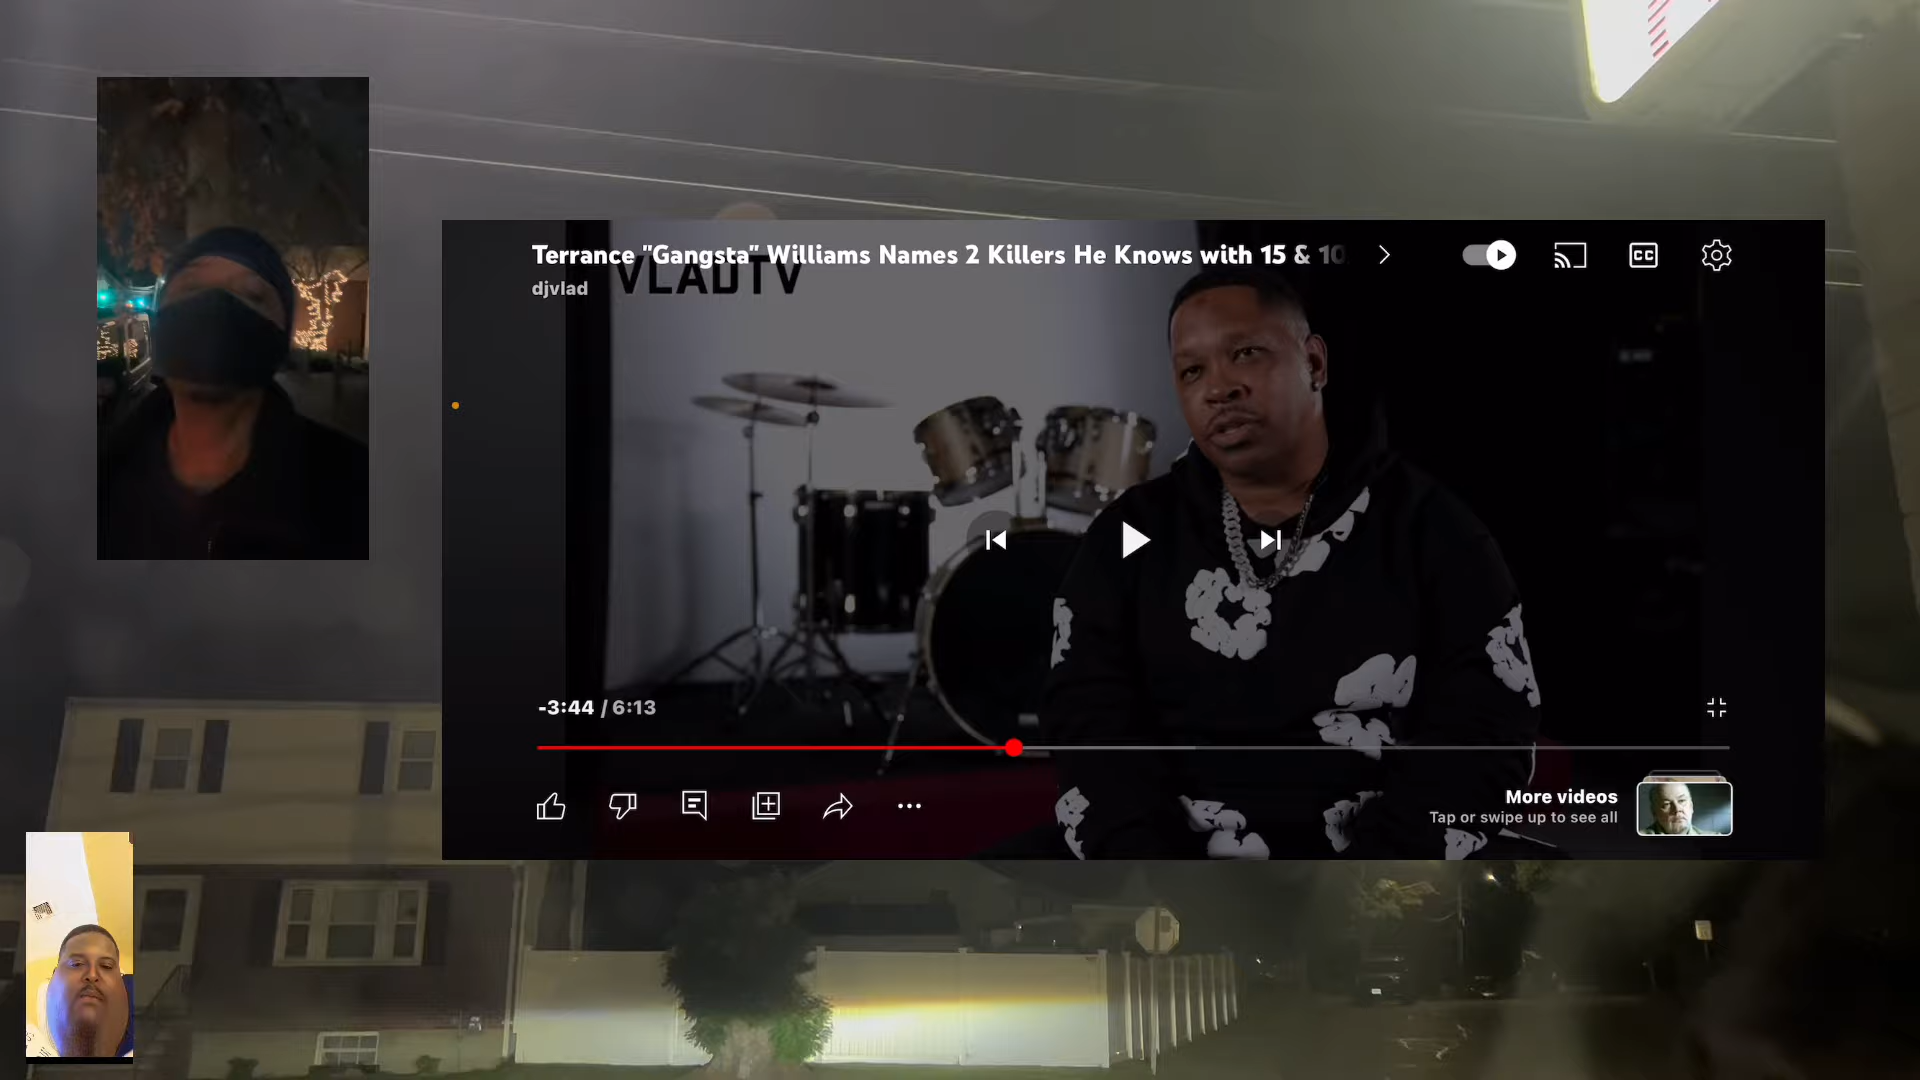 Terrance "Gangsta" Williams Names 2 Killers He Knows with 15 & 10
djvlad
VLADTV
CC
-3:44 / 6:13
More videos
Tap or swipe up to see all